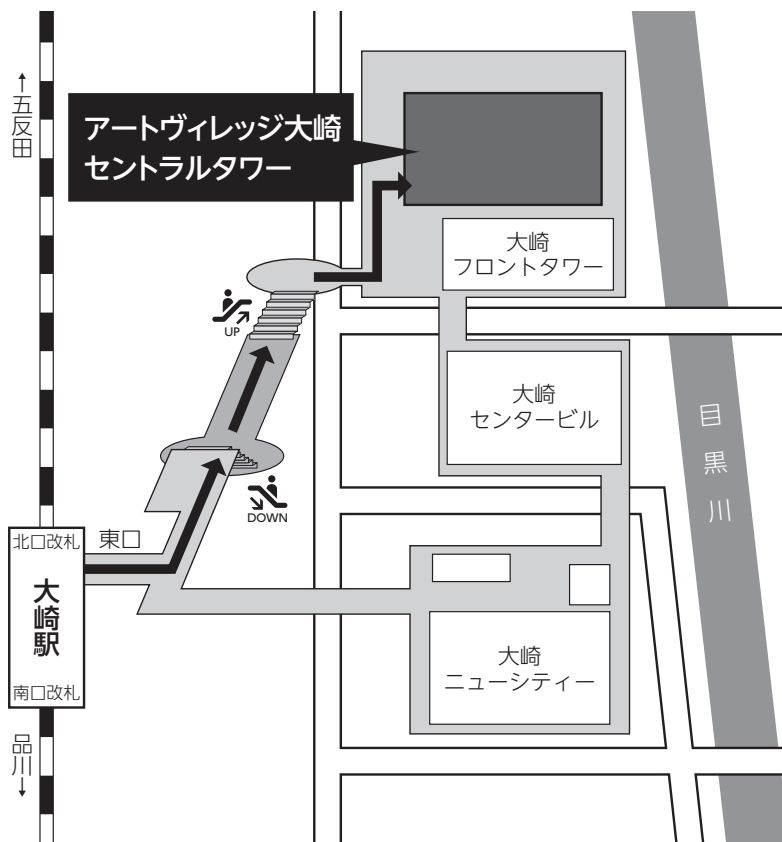 ↑五反田
アートヴィレッジ大崎
セントラルタワー
大崎
フロントタワー
UP
大崎
センタービル
目黒川
DOWN
北口改札
東口
大崎駅
南口改札
大崎
ニューシティー
品川↓